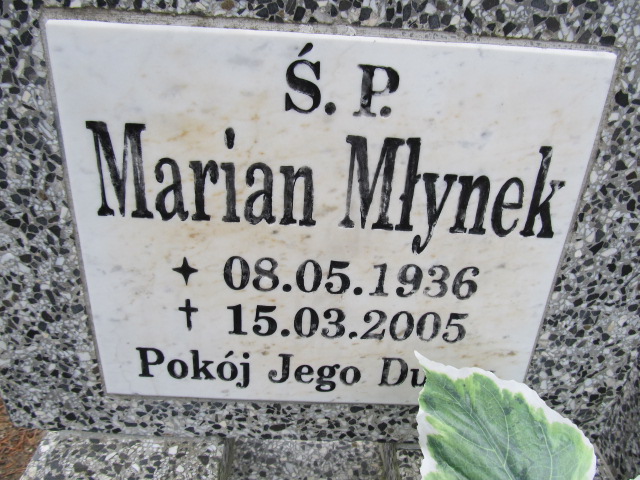 Ś. P.
Marian Młynek
08.05.1936
15.03.2005
Pokój Jego